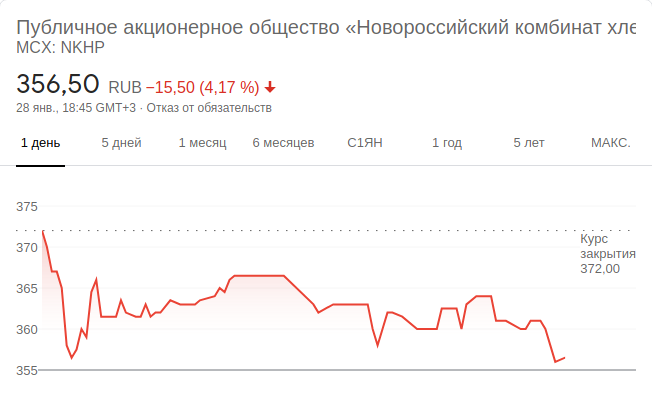 Публичное акционерное общество «Новороссийский комбинат хле
MCX: NKHP
356,50 RUB −15,50 (4,17 %)
28 янв., 18:45 GMT+3 · Отказ от обязательств
1 день 5 дней 1 месяц 6 месяцев С1ЯН 1 год 5 лет МАКС.
375
370
365
360
355
Курс
закрытия
372,00